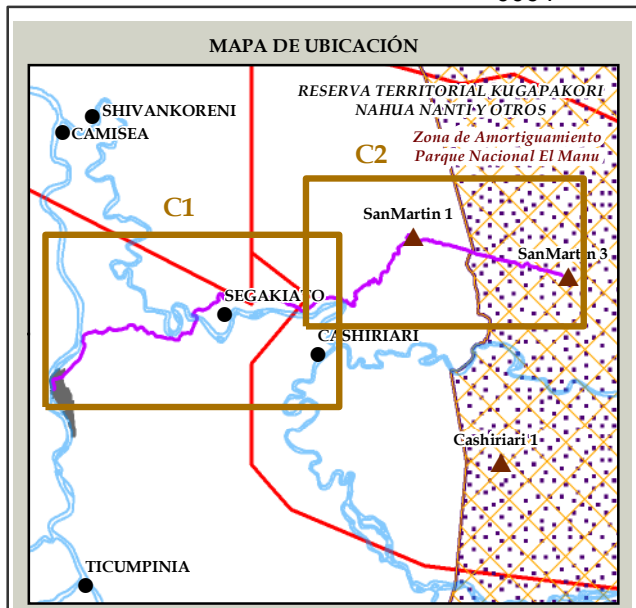 MAPA DE UBICACIÓN
RESERVA TERRITORIAL KUGAPAKORI
NAHUA NANTI Y OTROS
SHIVANKORENI
CAMISEA
Zona de Amortiguamiento
Parque Nacional El Manu
C2
C1
SanMartin 1
SanMartin 3
SEGAKIATO
CASHIRIARI
Cashiriari 1
TICUMPINIA